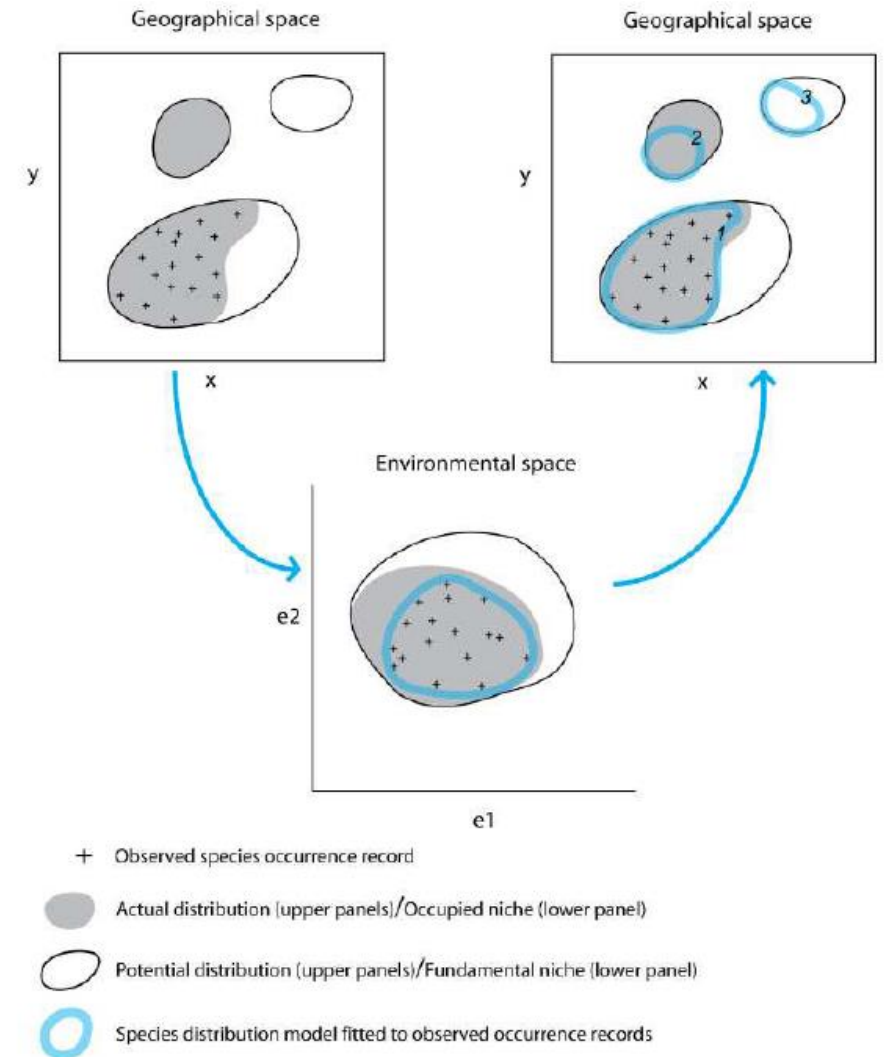 Geographical space
Geographical space
y
x
2
3
1
y
x
Environmental space
e2
e1
+ Observed species occurrence record
Actual distribution (upper panels)/Occupied niche (lower panel)
Potential distribution (upper panels)/Fundamental niche (lower panel)
Species distribution model fitted to observed occurrence records